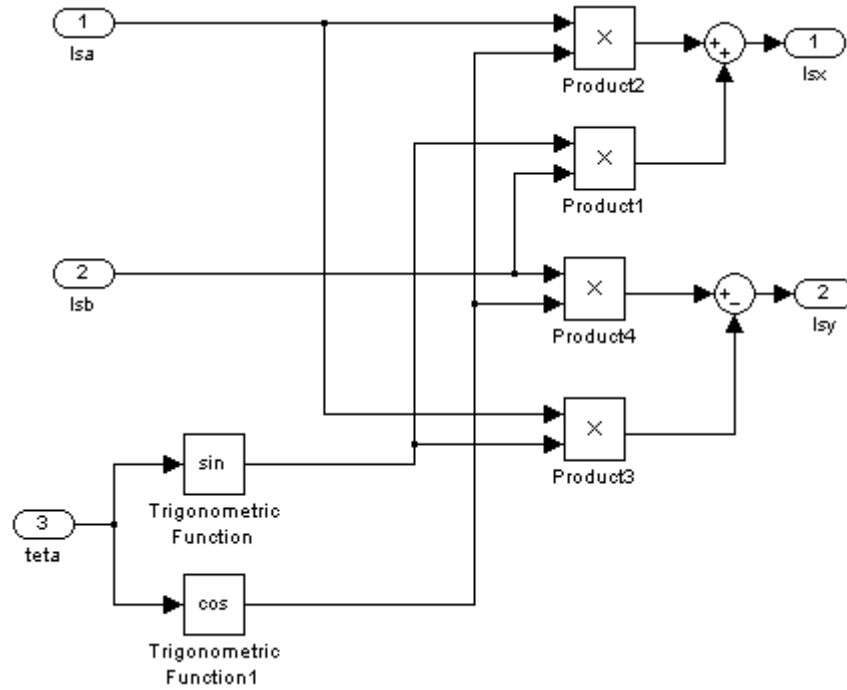 1
Isa
×
Product2
+
+
1
Isx
×
Product1
2
Isb
×
Product4
+
−
2
Isy
×
Product3
sin
Trigonometric
Function
3
teta
cos
Trigonometric
Function1